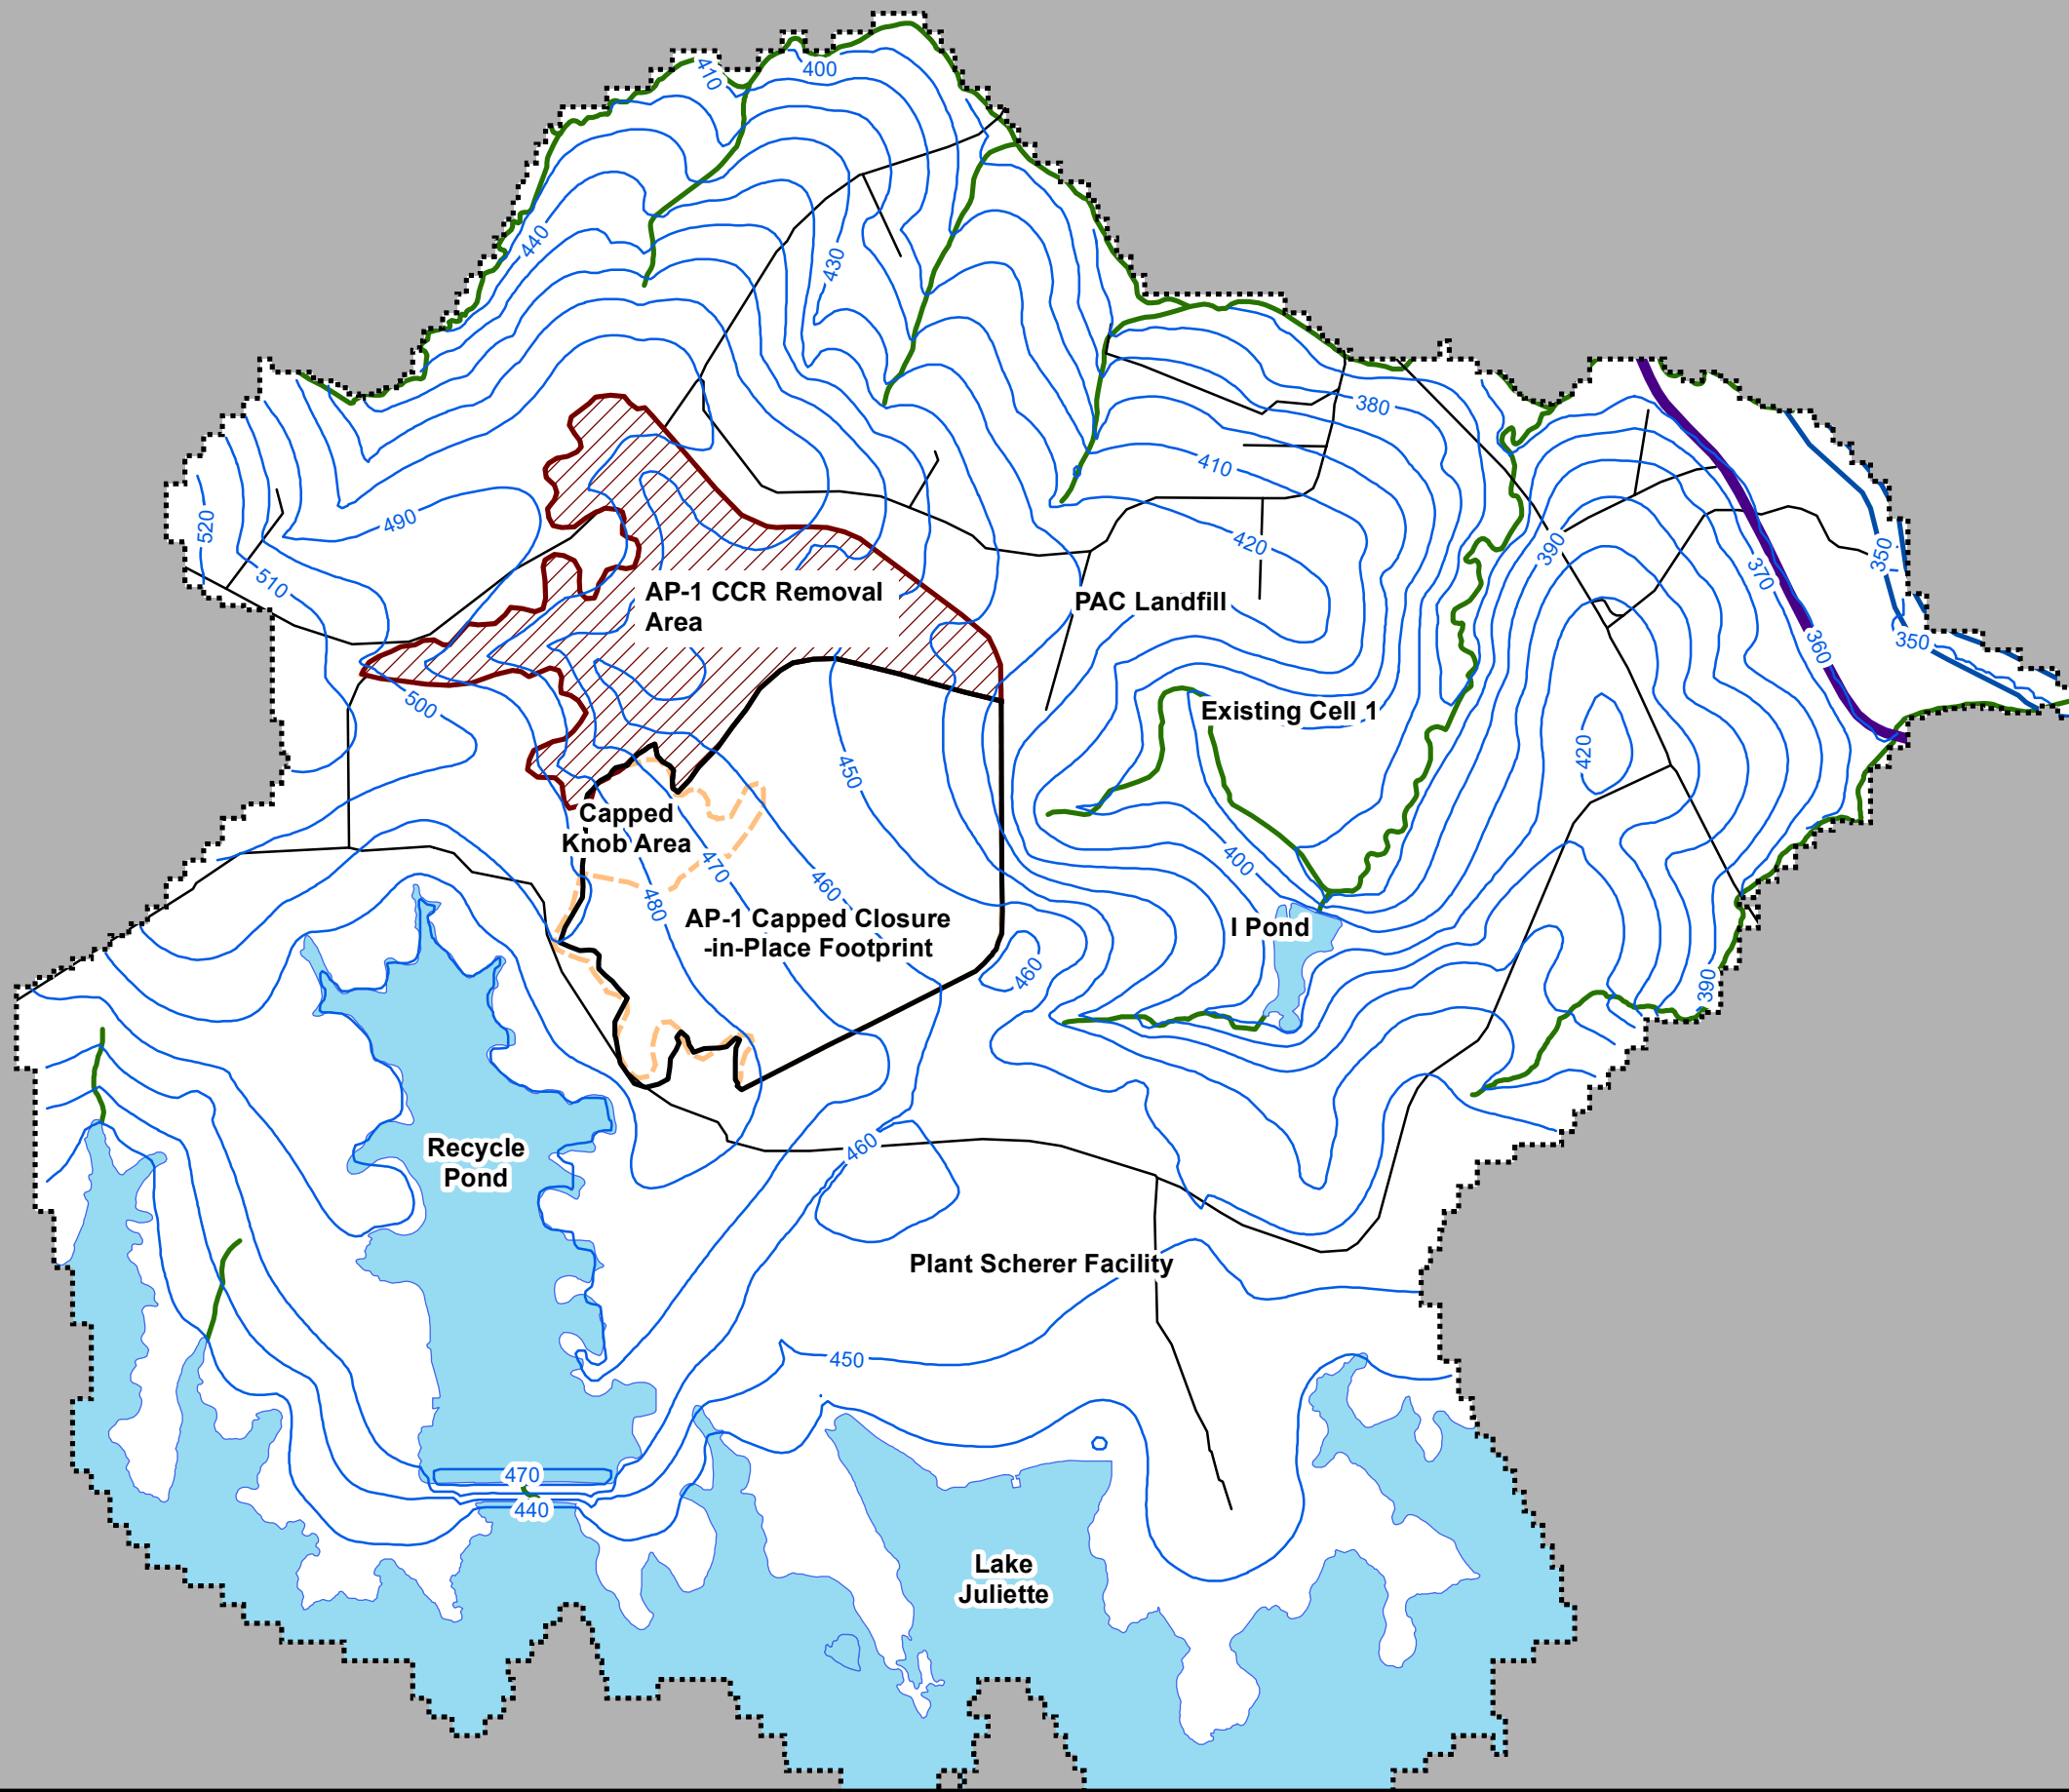 410
400
440
430
380
410
490
520
510
420
390
350
370
350
360
AP-1 CCR Removal
Area
PAC Landfill
Existing Cell 1
500
450
420
Capped
Knob Area
400
470
460
480
AP-1 Capped Closure
-in-Place Footprint
I Pond
460
390
Recycle
Pond
460
Plant Scherer Facility
450
470
440
Lake
Juliette